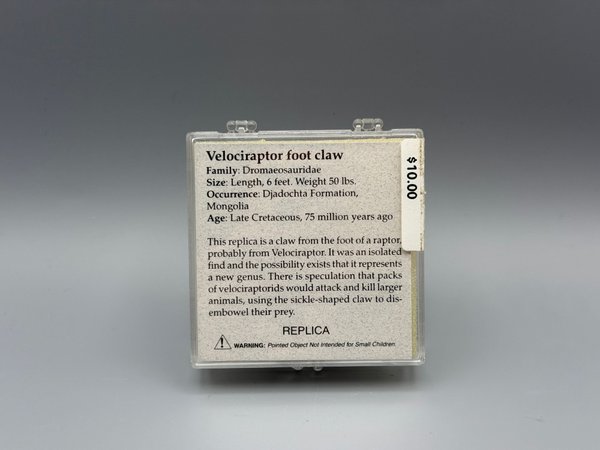 Velociraptor foot claw
Family: Dromaeosauridae
Size: Length, 6 feet. Weight 50 lbs.
Occurrence: Djadochta Formation,
Mongolia
Age: Late Cretaceous, 75 million years ago
This replica is a claw from the foot of a raptor,
probably from Velociraptor. It was an isolated
find and the possibility exists that it represents
a new genus. There is speculation that packs
of velociraptorids would attack and kill larger
animals, using the sickle-shaped claw to dis-
embowel their prey.
REPLICA
WARNING: Pointed Object Not Intended for Small Children.
$10.00